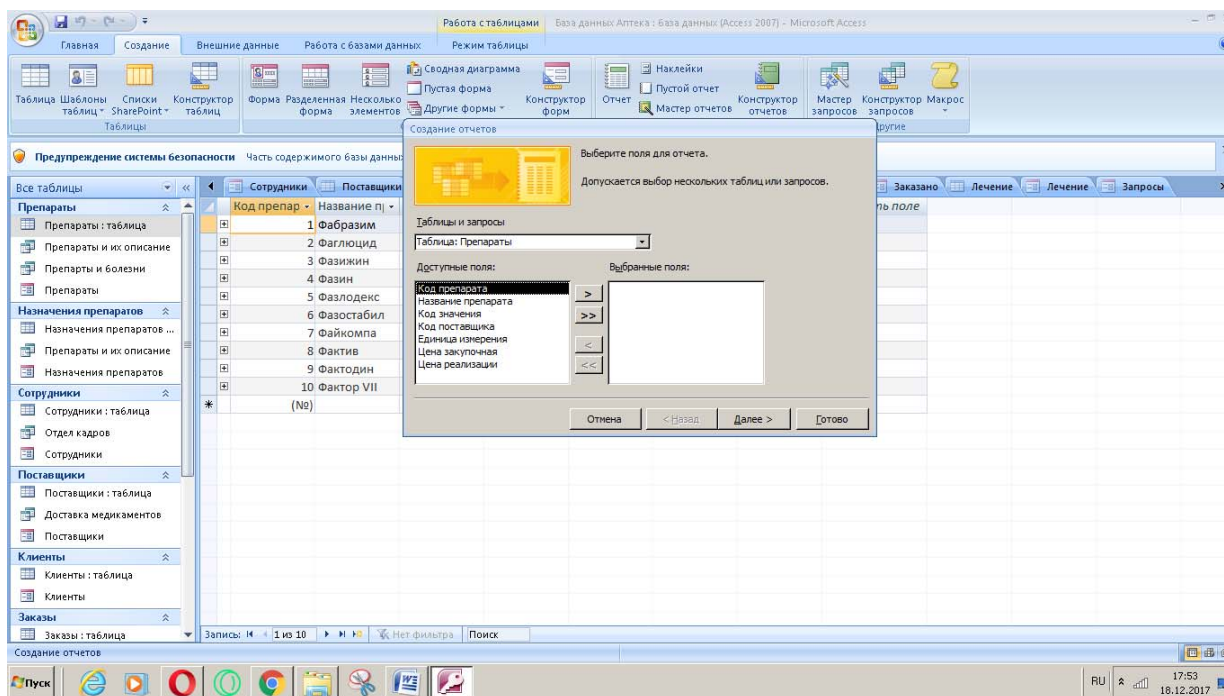 Работа с таблицами База данных Аптека : база данных (Access 2007) - Microsoft Access
Главная Создание Внешние данные Работа с базами данных Режим таблицы
Таблица Шаблоны таблиц Списки SharePoint Конструктор таблиц
Таблицы
Форма Разделенная форма Несколько элементов
Сводная диаграмма
Пустая форма
Другие формы
Конструктор форм
Отчет
Наклейки
Пустой отчет
Мастер отчетов
Конструктор отчетов
Мастер запросов Конструктор запросов Макрос
Другие
Предупреждение системы безопасности Часть содержимого базы данны
Все таблицы
Препараты
Препараты : таблица
Препараты и их описание
Препарты и болезни
Препараты
Назначения препаратов
Назначения препаратов ...
Препараты и их описание
Назначения препаратов
Сотрудники
Сотрудники : таблица
Отдел кадров
Сотрудники
Поставщики
Поставщики : таблица
Доставка медикаментов
Поставщики
Клиенты
Клиенты : таблица
Клиенты
Заказы
Заказы : таблица
Сотрудники Поставщики Заказано Лечение Лечение Запросы
Код препар Название п ть поле
1 Фабразим
2 Фаглюцид
3 Фазижин
4 Фазин
5 Фазлодекс
6 Фазостабил
7 Файкомпа
8 Фактив
9 Фактодин
10 Фактор VII
(№)
Создание отчетов
Выберите поля для отчета.
Допускается выбор нескольких таблиц или запросов.
Таблицы и запросы
Таблица: Препараты
Доступные поля: Выбранные поля:
Код препарата
Название препарата
Код значения
Код поставщика
Единица измерения
Цена закупочная
Цена реализации
>
>>
<
<<
Отмена < Назад Далее > Готово
Запись: 1 из 10 Нет фильтра Поиск
Создание отчетов
Пуск RU 17:53
18.12.2017